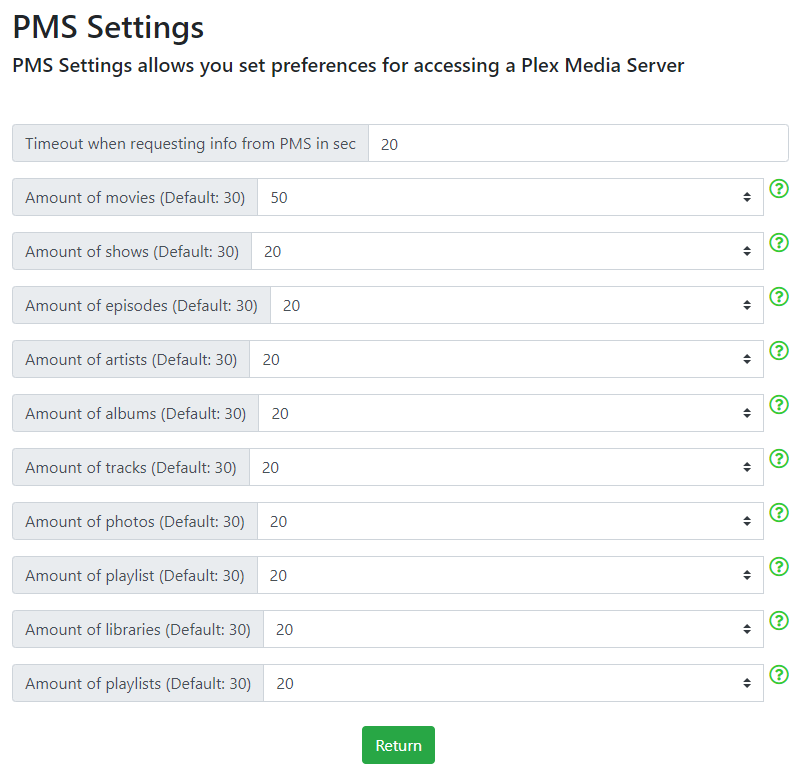 PMS Settings
PMS Settings allows you set preferences for accessing a Plex Media Server
Timeout when requesting info from PMS in sec 20
Amount of movies (Default: 30) 50
Amount of shows (Default: 30) 20
Amount of episodes (Default: 30) 20
Amount of artists (Default: 30) 20
Amount of albums (Default: 30) 20
Amount of tracks (Default: 30) 20
Amount of photos (Default: 30) 20
Amount of playlist (Default: 30) 20
Amount of libraries (Default: 30) 20
Amount of playlists (Default: 30) 20
Return